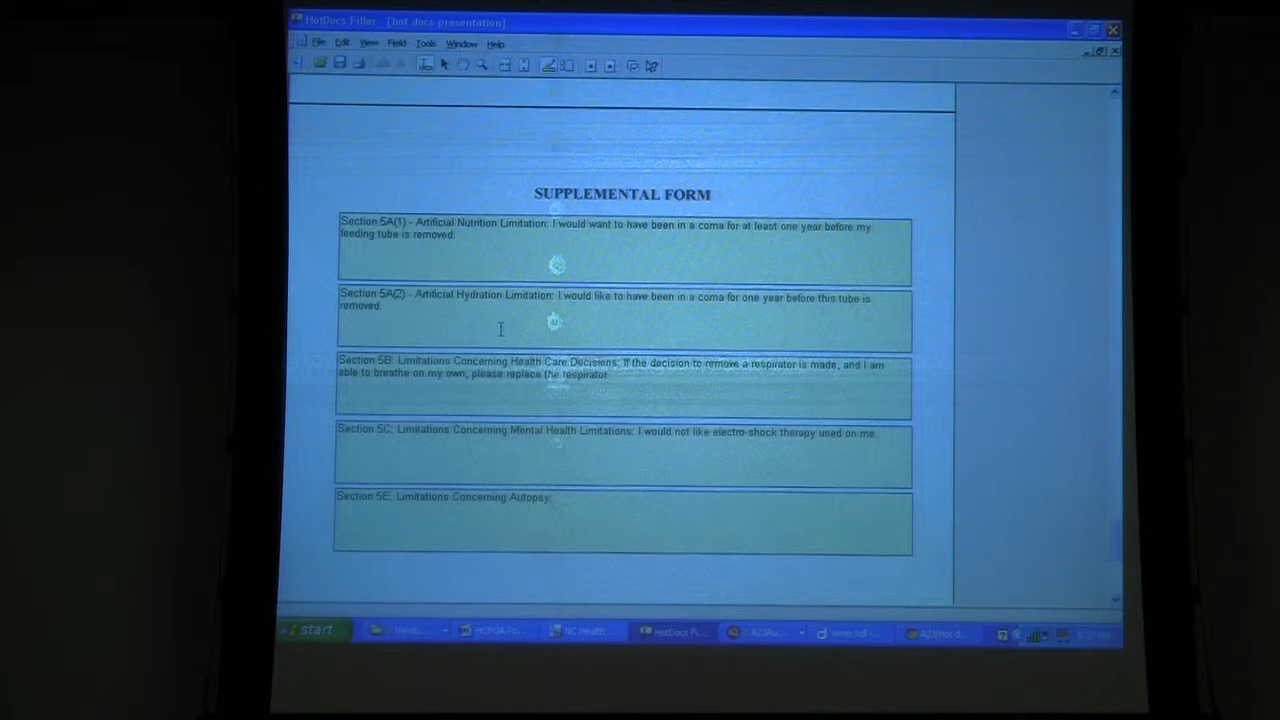 HotDocs Filler - [hot docs presentation]
File Edit View Field Tools Window Help
SUPPLEMENTAL FORM
Section 5A(1) - Artificial Nutrition Limitation: I would want to have been in a coma for at least one year before my
feeding tube is removed.
Section 5A(2) - Artificial Hydration Limitation: I would like to have been in a coma for one year before this tube is
removed.
Section 5B: Limitations Concerning Health Care Decisions: If the decision to remove a respirator is made, and I am
able to breathe on my own, please replace the respirator.
Section 5C: Limitations Concerning Mental Health Limitations: I would not like electro-shock therapy used on me.
Section 5E: Limitations Concerning Autopsy:
start NC Health... HotDocs Fi...